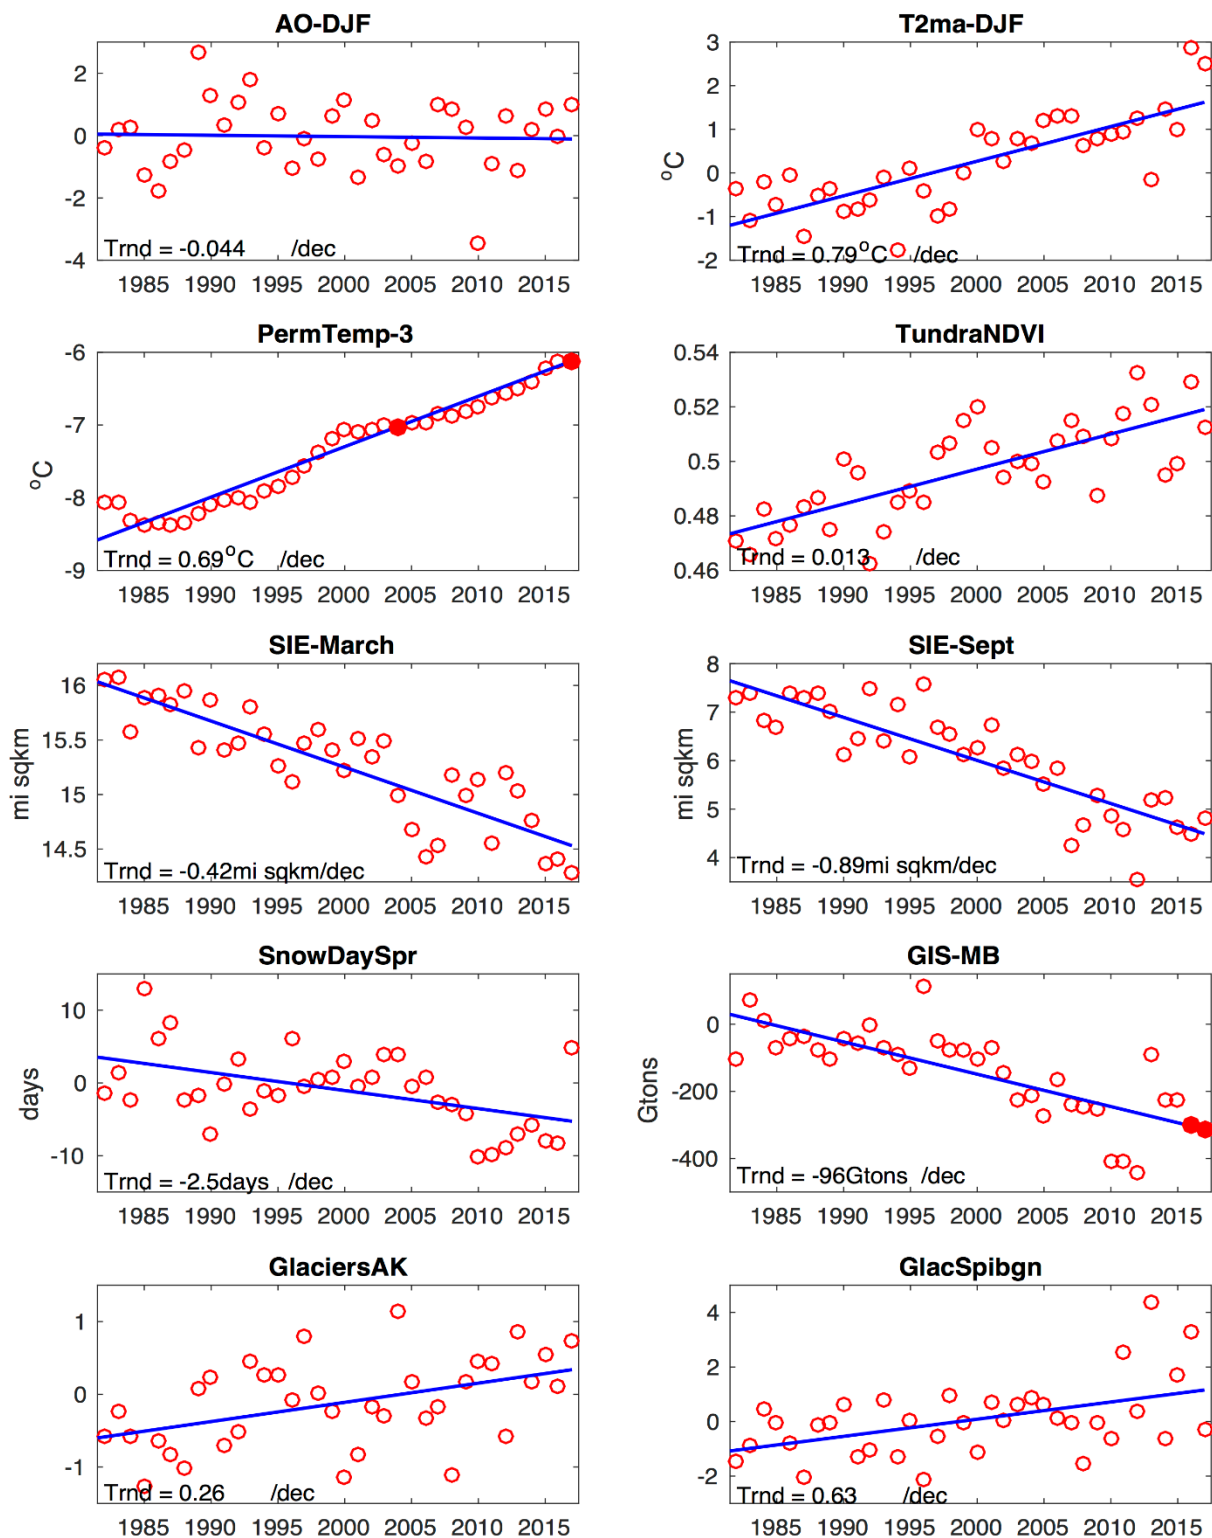 AO-DJF
2
0
-2
-4
Trnd = -0.044 /dec
1985 1990 1995 2000 2005 2010 2015
T2ma-DJF
3
2
1
0
-1
-2
°C
Trnd = 0.79°C /dec
1985 1990 1995 2000 2005 2010 2015
PermTemp-3
-6
-7
-8
-9
°C
Trnd = 0.69°C /dec
1985 1990 1995 2000 2005 2010 2015
TundraNDVI
0.54
0.52
0.5
0.48
0.46
Trnd = 0.013 /dec
1985 1990 1995 2000 2005 2010 2015
SIE-March
16
15.5
15
14.5
mi sqkm
Trnd = -0.42mi sqkm/dec
1985 1990 1995 2000 2005 2010 2015
SIE-Sept
8
7
6
5
4
mi sqkm
Trnd = -0.89mi sqkm/dec
1985 1990 1995 2000 2005 2010 2015
SnowDaySpr
10
0
-10
days
Trnd = -2.5days /dec
1985 1990 1995 2000 2005 2010 2015
GIS-MB
0
-200
-400
Gtons
Trnd = -96Gtons /dec
1985 1990 1995 2000 2005 2010 2015
GlaciersAK
1
0
-1
Trnd = 0.26 /dec
1985 1990 1995 2000 2005 2010 2015
GlacSpibgn
4
2
0
-2
Trnd = 0.63 /dec
1985 1990 1995 2000 2005 2010 2015